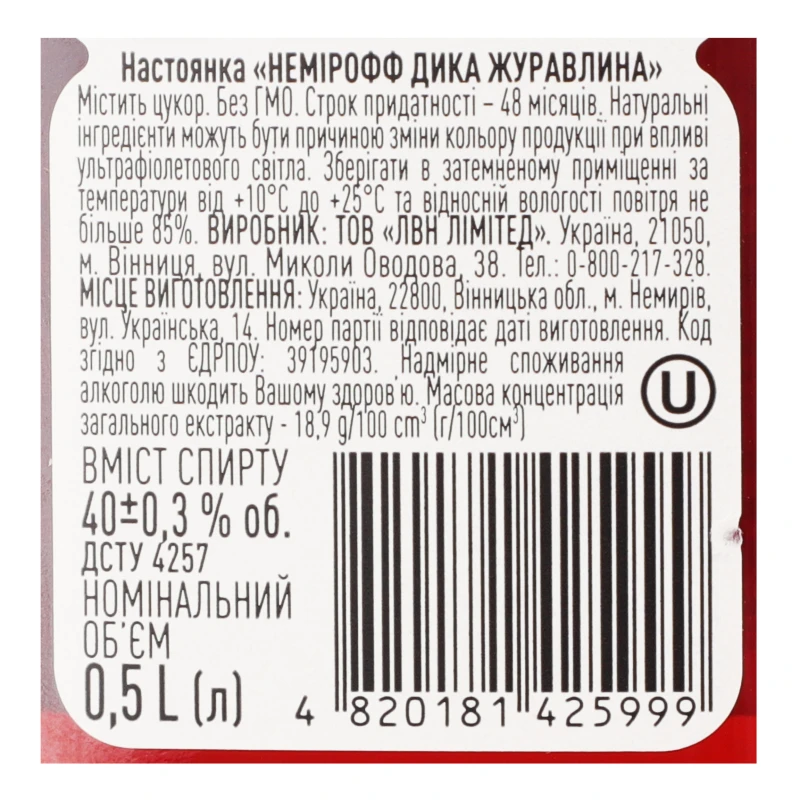 Настоянка «НЕМІРОФФ ДИКА ЖУРАВЛИНА»
Містить цукор. Без ГМО. Строк придатності – 48 місяців. Натуральні
інгредієнти можуть бути причиною зміни кольору продукції при впливі
ультрафіолетового світла. Зберігати в затемненому приміщенні за
температури від +10°С до +25°С та відносній вологості повітря не
більше 85%. ВИРОБНИК: ТОВ «ЛВН ЛІМІТЕД». Україна, 21050,
м. Вінниця, вул. Миколи Оводова, 38. Тел.: 0-800-217-328.
МІСЦЕ ВИГОТОВЛЕННЯ: Україна, 22800, Вінницька обл., м. Немирів,
вул. Українська, 14. Номер партії відповідає даті виготовлення. Код
згідно з ЄДРПОУ: 39195903. Надмірне споживання
алкоголю шкодить Вашому здоров'ю. Масова концентрація
загального екстракту - 18,9 g/100 cm³ (г/100см³)
U
ВМІСТ СПИРТУ
40±0,3 % об.
ДСТУ 4257
НОМІНАЛЬНИЙ
ОБ'ЄМ
0,5 L (л)
4 820181 425999